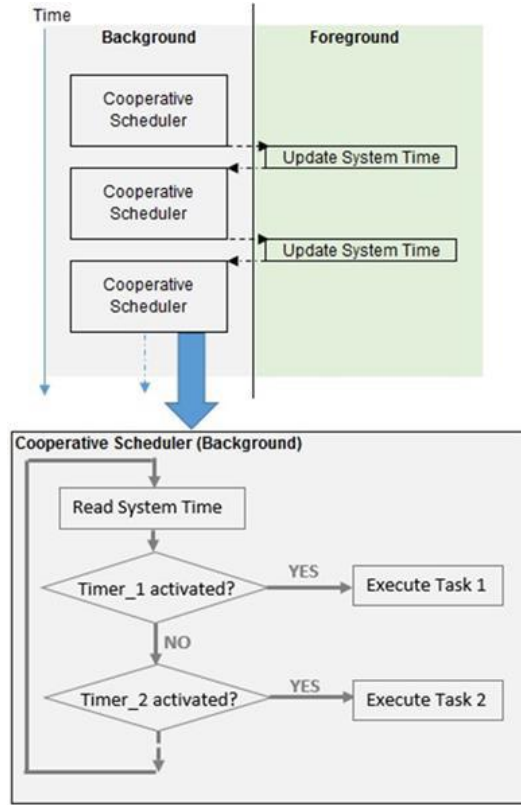 Time
Background
Foreground
Cooperative
Scheduler
Update System Time
Cooperative
Scheduler
Update System Time
Cooperative
Scheduler
Cooperative Scheduler (Background)
Read System Time
Timer_1 activated?
YES
Execute Task 1
NO
Timer_2 activated?
YES
Execute Task 2